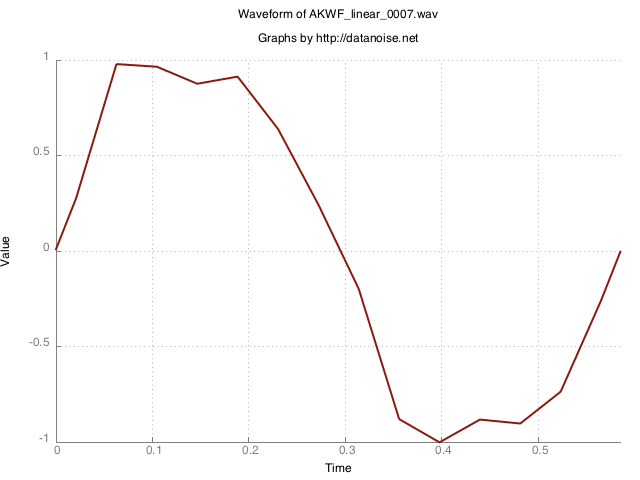 Waveform of AKWF_linear_0007.wav
Graphs by http://datanoise.net
1
0.5
0
-0.5
-1
Value
0 0.1 0.2 0.3 0.4 0.5
Time